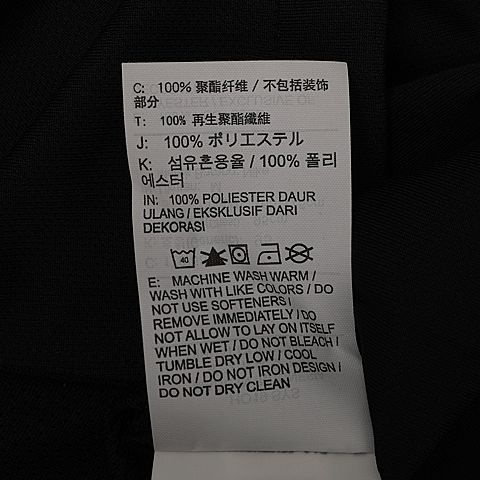 C: 100% 聚酯纤维 / 不包括装饰
部分
T: 100% 再生聚酯纖維
J: 100% ポリエステル
K: 섬유혼용율 / 100% 폴리
에스터
IN: 100% POLIESTER DAUR
ULANG / EKSKLUSIF DARI
DEKORASI
40
E: MACHINE WASH WARM /
WASH WITH LIKE COLORS / DO
NOT USE SOFTENERS /
REMOVE IMMEDIATELY / DO
NOT ALLOW TO LAY ON ITSELF
WHEN WET / DO NOT BLEACH /
TUMBLE DRY LOW / COOL
IRON / DO NOT IRON DESIGN /
DO NOT DRY CLEAN